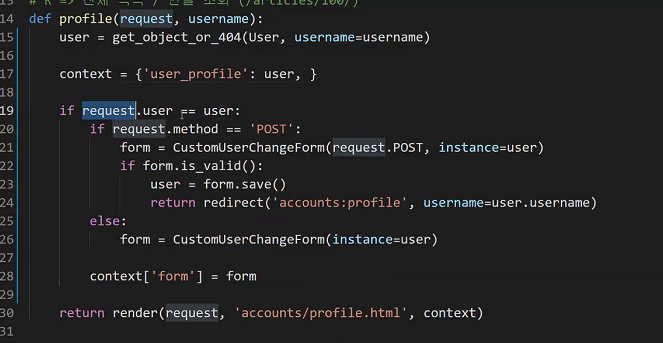 13 # R => 전체 목록 / 단일 조회 (/articles/100/)
14 def profile(request, username):
15 user = get_object_or_404(User, username=username)
16
17 context = {'user_profile': user, }
18
19 if request.user == user:
20 if request.method == 'POST':
21 form = CustomUserChangeForm(request.POST, instance=user)
22 if form.is_valid():
23 user = form.save()
24 return redirect('accounts:profile', username=user.username)
25 else:
26 form = CustomUserChangeForm(instance=user)
27
28 context['form'] = form
29
30 return render(request, 'accounts/profile.html', context)
31